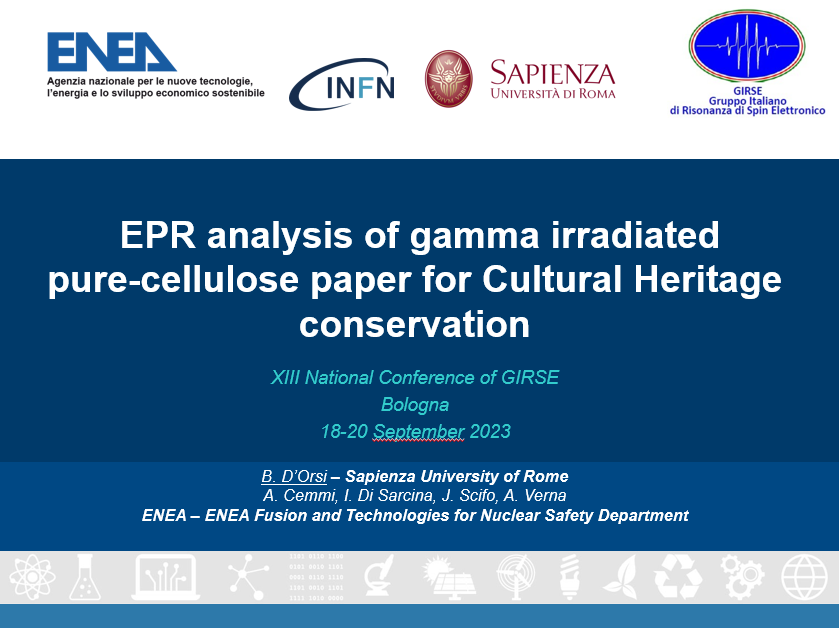 ENEA
Agenzia nazionale per le nuove tecnologie,
l'energia e lo sviluppo economico sostenibile
INFN
SAPIENZA
UNIVERSITÀ DI ROMA
GIRSE
Gruppo Italiano
di Risonanza di Spin Elettronico
EPR analysis of gamma irradiated
pure-cellulose paper for Cultural Heritage
conservation
XIII National Conference of GIRSE
Bologna
18-20 September 2023
B. D'Orsi – Sapienza University of Rome
A. Cemmi, I. Di Sarcina, J. Scifo, A. Verna
ENEA – ENEA Fusion and Technologies for Nuclear Safety Department